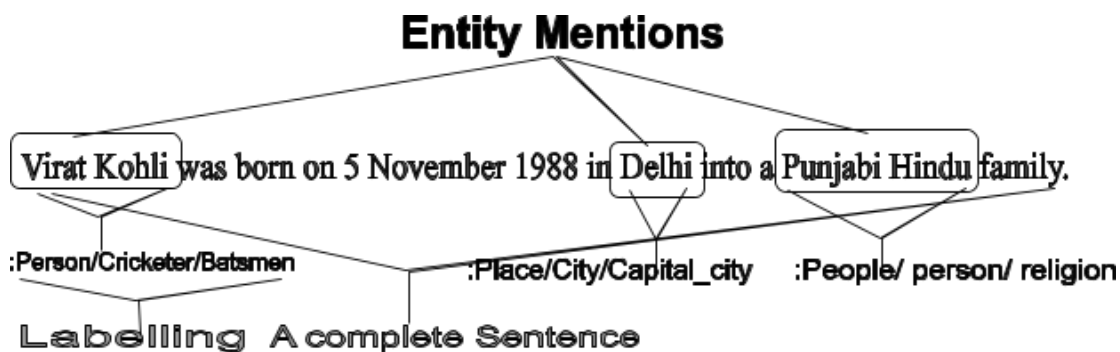 Entity Mentions
Virat Kohli was born on 5 November 1988 in Delhi into a Punjabi Hindu family.
:Person/Cricketer/Batsmen :Place/City/Capital_city :People/ person/ religion
Labelling A complete Sentence